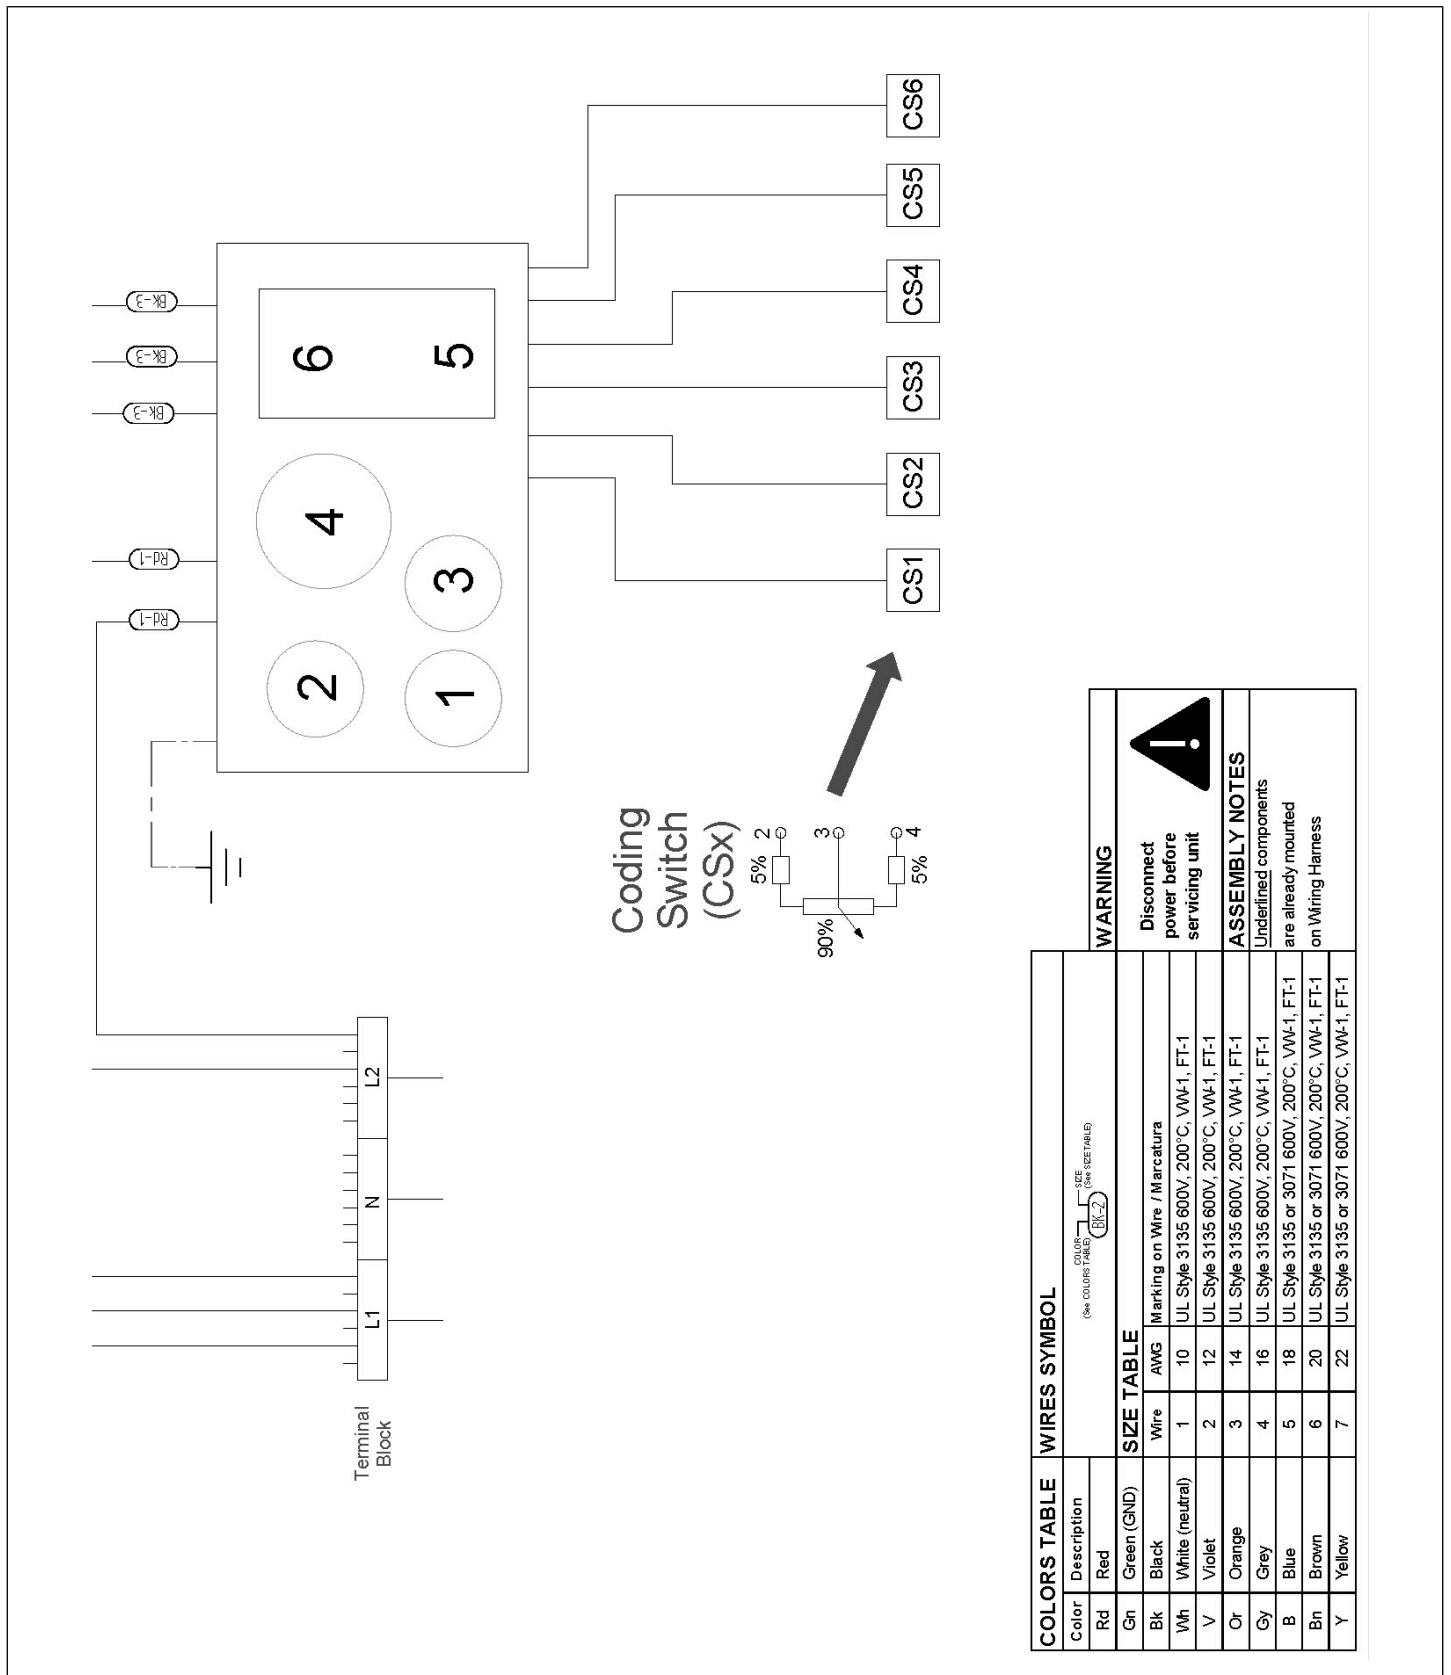 Terminal
Block
L1
N
L2
Rd-1
Rd-1
Bk-3
Bk-3
Bk-3
2
4
6
1
3
5
Coding
Switch
(CSx)
5%
2
90%
3
5%
4
CS1
CS2
CS3
CS4
CS5
CS6
COLORS TABLE
Color Description
Rd Red
Gn Green (GND)
Bk Black
Wh White (neutral)
V Violet
Or Orange
Gy Grey
B Blue
Bn Brown
Y Yellow
WIRES SYMBOL
COLOR
(See COLORS TABLE)
BK-2
SIZE
(See SIZE TABLE)
SIZE TABLE
Wire AWG Marking on Wire / Marcatura
1 10 UL Style 3135 600V, 200°C, VW-1, FT-1
2 12 UL Style 3135 600V, 200°C, VW-1, FT-1
3 14 UL Style 3135 600V, 200°C, VW-1, FT-1
4 16 UL Style 3135 600V, 200°C, VW-1, FT-1
5 18 UL Style 3135 or 3071 600V, 200°C, VW-1, FT-1
6 20 UL Style 3135 or 3071 600V, 200°C, VW-1, FT-1
7 22 UL Style 3135 or 3071 600V, 200°C, VW-1, FT-1
WARNING
Disconnect
power before
servicing unit
!
ASSEMBLY NOTES
Underlined components
are already mounted
on Wiring Harness